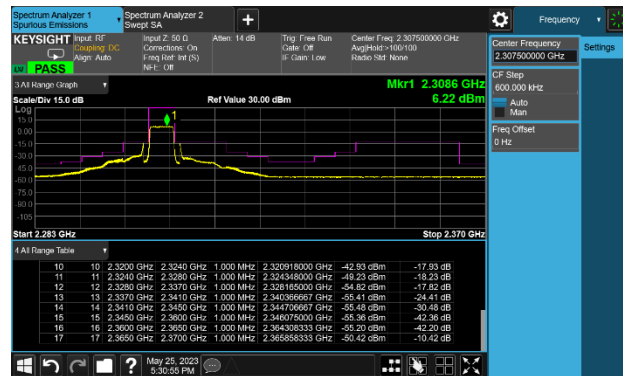 Spectrum Analyzer 1
Spurious Emissions
Spectrum Analyzer 2
Swept SA
Frequency
KEYSIGHT
Input: RF
Coupling: DC
Align: Auto
Input Z: 50 Ω
Corrections: On
Freq Ref: Int (S)
NFE: Off
Atten: 14 dB
Trig: Free Run
Gate: Off
IF Gain: Low
Center Freq: 2.307500000 GHz
Avg|Hold:>100/100
Radio Std: None
PASS
Center Frequency
2.307500000 GHz
Settings
CF Step
600.000 kHz
Auto
Man
Freq Offset
0 Hz
3 All Range Graph
Mkr1 2.3086 GHz
6.22 dBm
Scale/Div 15.0 dB
Ref Value 30.00 dBm
Log
15.0
0.00
-15.0
-30.0
-45.0
-60.0
-75.0
-90.0
-105
1
Start 2.283 GHz
Stop 2.370 GHz
4 All Range Table
10 10 2.3200 GHz 2.3240 GHz 1.000 MHz 2.320918000 GHz -42.93 dBm -17.93 dB
11 11 2.3240 GHz 2.3280 GHz 1.000 MHz 2.324348000 GHz -49.23 dBm -18.23 dB
12 12 2.3280 GHz 2.3370 GHz 1.000 MHz 2.328165000 GHz -54.82 dBm -17.82 dB
13 13 2.3370 GHz 2.3410 GHz 1.000 MHz 2.340366667 GHz -55.41 dBm -24.41 dB
14 14 2.3410 GHz 2.3450 GHz 1.000 MHz 2.344706667 GHz -55.48 dBm -30.48 dB
15 15 2.3450 GHz 2.3600 GHz 1.000 MHz 2.346075000 GHz -55.36 dBm -42.36 dB
16 16 2.3600 GHz 2.3650 GHz 1.000 MHz 2.364308333 GHz -55.20 dBm -42.20 dB
17 17 2.3650 GHz 2.3700 GHz 1.000 MHz 2.365858333 GHz -50.42 dBm -10.42 dB
May 25, 2023
5:30:55 PM